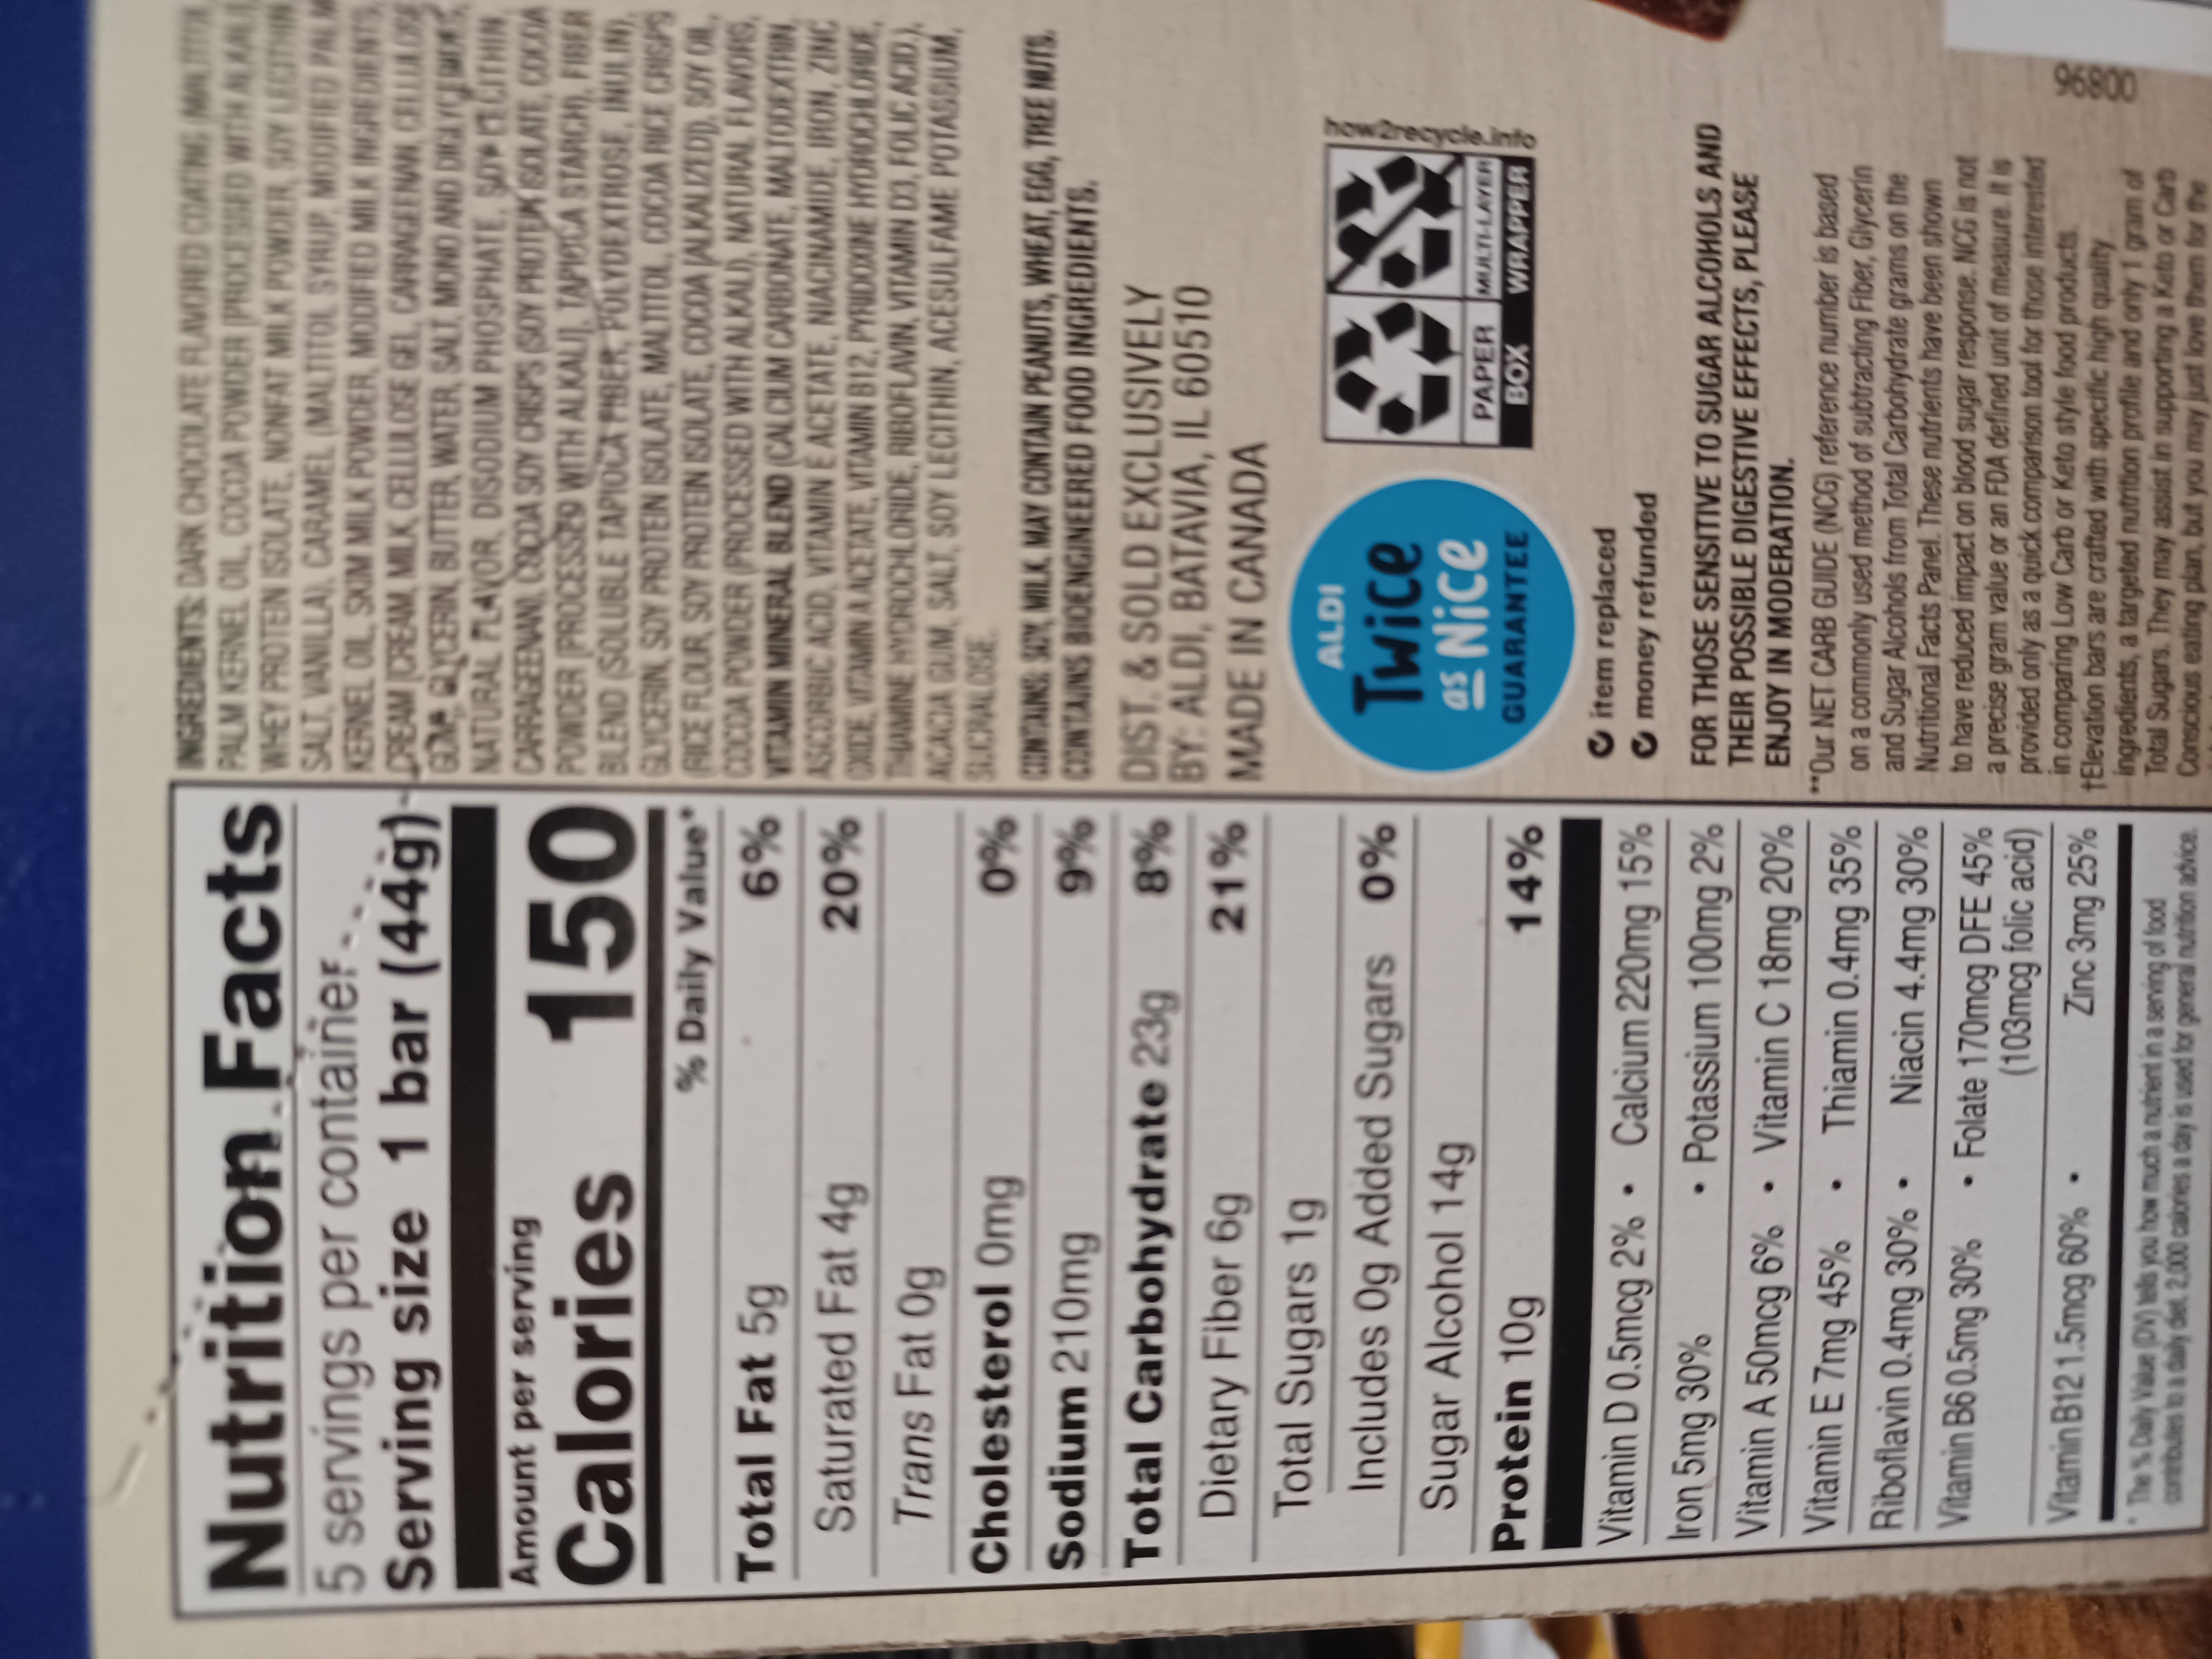 Nutrition Facts
5 servings per container
Serving size 1 bar (44g)
Amount per serving
Calories 150
% Daily Value*
Total Fat 5g 6%
Saturated Fat 4g 20%
Trans Fat 0g
Cholesterol 0mg 0%
Sodium 210mg 9%
Total Carbohydrate 23g 8%
Dietary Fiber 6g 21%
Total Sugars 1g
Includes 0g Added Sugars 0%
Sugar Alcohol 14g
Protein 10g 14%
Vitamin D 0.5mcg 2% • Calcium 220mg 15%
Iron 5mg 30% • Potassium 100mg 2%
Vitamin A 50mcg 6% • Vitamin C 18mg 20%
Vitamin E 7mg 45% • Thiamin 0.4mg 35%
Riboflavin 0.4mg 30% • Niacin 4.4mg 30%
Vitamin B6 0.5mg 30% • Folate 170mcg DFE 45%
(103mcg folic acid)
Vitamin B12 1.5mcg 60% • Zinc 3mg 25%
* The % Daily Value (DV) tells you how much a nutrient in a serving of food
contributes to a daily diet. 2,000 calories a day is used for general nutrition advice.
INGREDIENTS: DARK CHOCOLATE FLAVORED COATING (MALTITOL,
PALM KERNEL OIL, COCOA POWDER [PROCESSED WITH ALKALI],
WHEY PROTEIN ISOLATE, NONFAT MILK POWDER, SOY LECITHIN,
SALT, VANILLA), CARAMEL (MALTITOL SYRUP, MODIFIED PALM
KERNEL OIL, SKIM MILK POWDER, MODIFIED MILK INGREDIENTS,
CREAM [CREAM, MILK, CELLULOSE GEL, CARRAGEENAN, CELLULOSE
GUM], GLYCERIN, BUTTER, WATER, SALT, MONO AND DIGLYCERIDES,
NATURAL FLAVOR, DISODIUM PHOSPHATE, SOY LECITHIN,
CARRAGEENAN), COCOA SOY CRISPS (SOY PROTEIN ISOLATE, COCOA
POWDER [PROCESSED WITH ALKALI], TAPIOCA STARCH), FIBER
BLEND (SOLUBLE TAPIOCA FIBER, POLYDEXTROSE, INULIN),
GLYCERIN, SOY PROTEIN ISOLATE, MALTITOL, COCOA RICE CRISPS
(RICE FLOUR, SOY PROTEIN ISOLATE, COCOA [ALKALIZED]), SOY OIL,
COCOA POWDER (PROCESSED WITH ALKALI), NATURAL FLAVORS,
VITAMIN MINERAL BLEND (CALCIUM CARBONATE, MALTODEXTRIN,
ASCORBIC ACID, VITAMIN E ACETATE, NIACINAMIDE, IRON, ZINC
OXIDE, VITAMIN A ACETATE, VITAMIN B12, PYRIDOXINE HYDROCHLORIDE,
THIAMINE HYDROCHLORIDE, RIBOFLAVIN, VITAMIN D3, FOLIC ACID.),
ACACIA GUM, SALT, SOY LECITHIN, ACESULFAME POTASSIUM,
SUCRALOSE.
CONTAINS: SOY, MILK. MAY CONTAIN PEANUTS, WHEAT, EGG, TREE NUTS.
CONTAINS BIOENGINEERED FOOD INGREDIENTS.
DIST. & SOLD EXCLUSIVELY
BY: ALDI, BATAVIA, IL 60510
MADE IN CANADA
ALDI
Twice
as Nice
GUARANTEE
PAPER
BOX
MULTI-LAYER
WRAPPER
how2recycle.info
item replaced
money refunded
FOR THOSE SENSITIVE TO SUGAR ALCOHOLS AND
THEIR POSSIBLE DIGESTIVE EFFECTS, PLEASE
ENJOY IN MODERATION.
**Our NET CARB GUIDE (NCG) reference number is based
on a commonly used method of subtracting Fiber, Glycerin
and Sugar Alcohols from Total Carbohydrate grams on the
Nutritional Facts Panel. These nutrients have been shown
to have reduced impact on blood sugar response. NCG is not
a precise gram value or an FDA defined unit of measure. It is
provided only as a quick comparison tool for those interested
in comparing Low Carb or Keto style food products.
†Elevation bars are crafted with specific high quality
ingredients, a targeted nutrition profile and only 1 gram of
Total Sugars. They may assist in supporting a Keto or Carb
Conscious eating plan, but you may just love them for the
00896